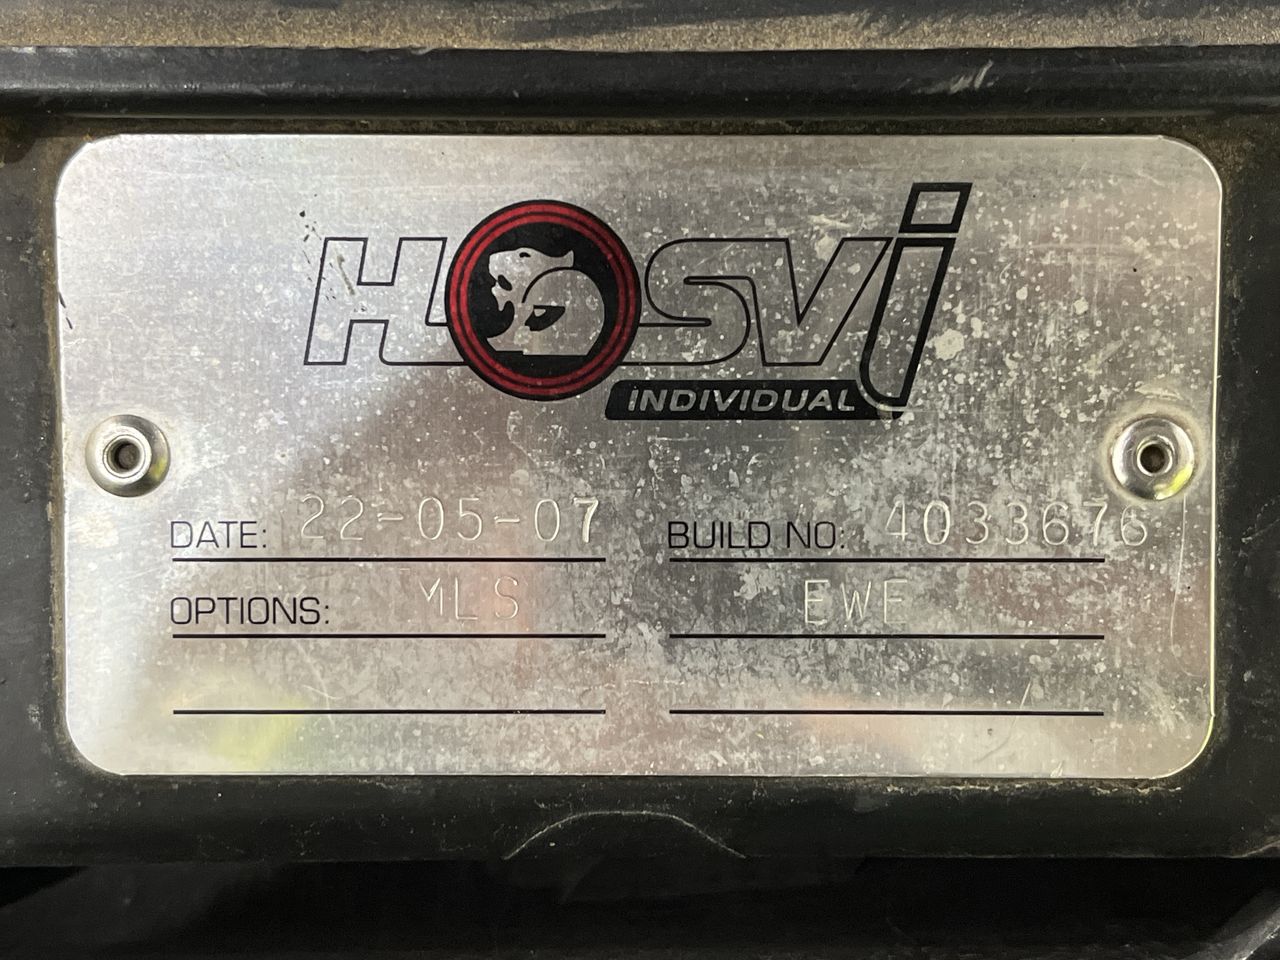 HSVi
INDIVIDUAL
DATE: 22-05-07 BUILD NO: 4033676
OPTIONS: MLS EWE